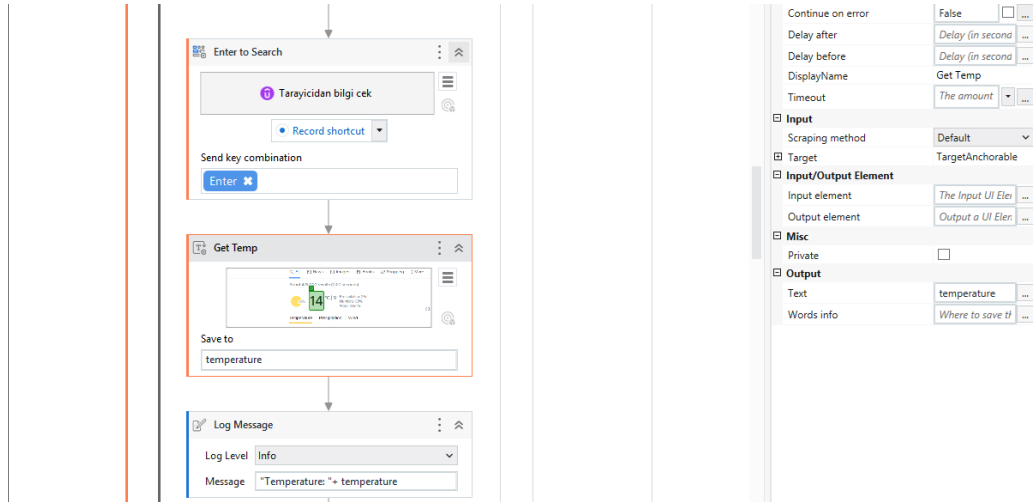 Enter to Search
Tarayicidan bilgi cek
Record shortcut
Send key combination
Enter
Get Temp
14
Save to
temperature
Log Message
Log Level Info
Message "Temperature: "+ temperature
Continue on error False ...
Delay after Delay (in second ...
Delay before Delay (in second ...
DisplayName Get Temp
Timeout The amount ...
Input
Scraping method Default
Target TargetAnchorable
Input/Output Element
Input element The Input UI Eler ...
Output element Output a UI Elen ...
Misc
Private
Output
Text temperature ...
Words info Where to save th ...